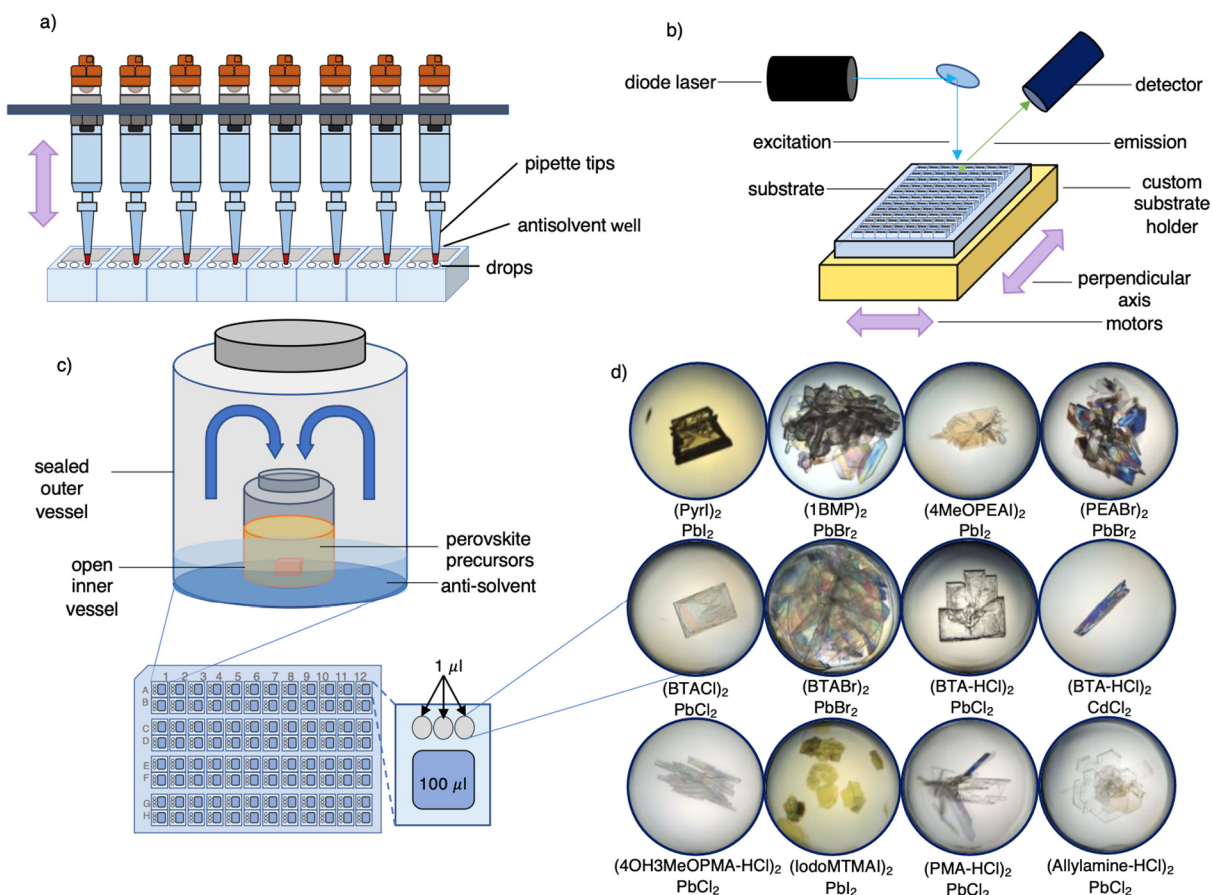 a)
pipette tips
antisolvent well
drops
b)
diode laser
detector
excitation
emission
substrate
custom
substrate
holder
perpendicular
axis
motors
c)
sealed
outer
vessel
open
inner
vessel
perovskite
precursors
anti-solvent
1 2 3 4 5 6 7 8 9 10 11 12
A
B
C
D
E
F
G
H
1 µl
100 µl
d)
(PyrI)₂ (1BMP)₂ (4MeOPEAI)₂ (PEABr)₂
PbI₂ PbBr₂ PbI₂ PbBr₂
(BTACl)₂ (BTABr)₂ (BTA-HCl)₂ (BTA-HCl)₂
PbCl₂ PbBr₂ PbCl₂ CdCl₂
(4OH3MeOPMA-HCl)₂ (IodoMTMAI)₂ (PMA-HCl)₂ (Allylamine-HCl)₂
PbCl₂ PbI₂ PbCl₂ PbCl₂